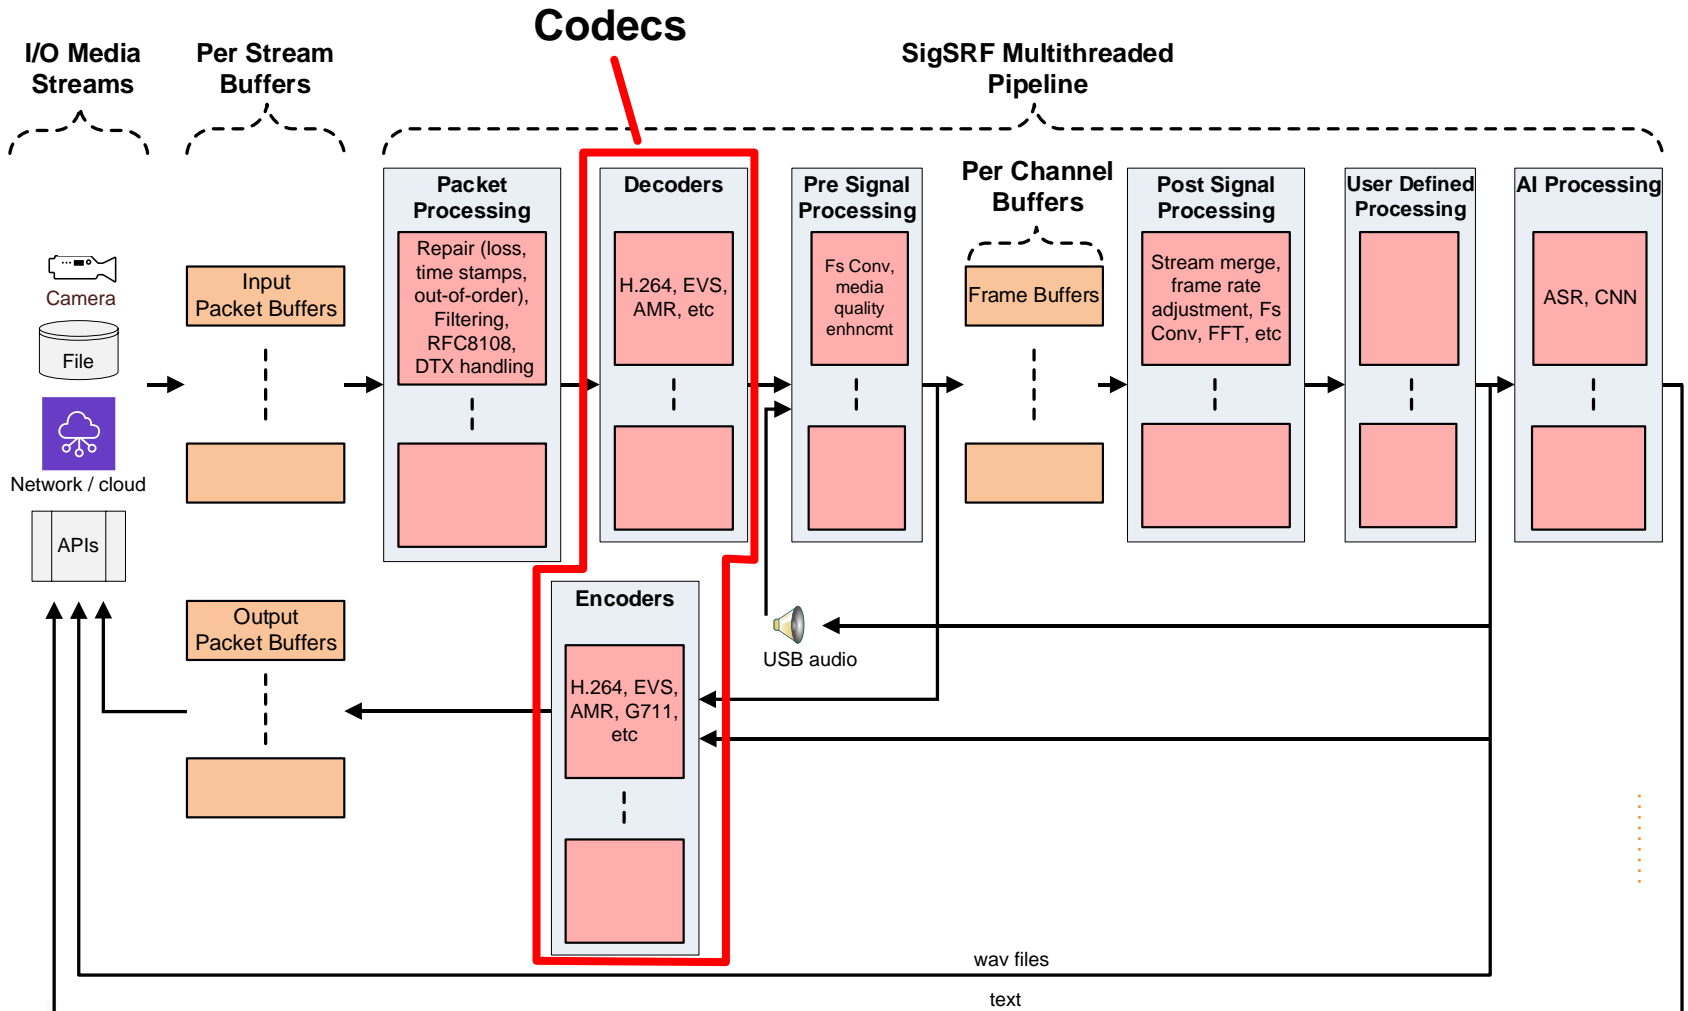 Codecs
I/O Media
Streams
Per Stream
Buffers
SigSRF Multithreaded
Pipeline
Packet
Processing
Repair (loss,
time stamps,
out-of-order),
Filtering,
RFC8108,
DTX handling
Decoders
H.264, EVS,
AMR, etc
Pre Signal
Processing
Fs Conv,
media
quality
enhncmt
Per Channel
Buffers
Frame Buffers
Post Signal
Processing
Stream merge,
frame rate
adjustment, Fs
Conv, FFT, etc
User Defined
Processing
AI Processing
ASR, CNN
Camera
File
Network / cloud
APIs
Input
Packet Buffers
Output
Packet Buffers
Encoders
H.264, EVS,
AMR, G711,
etc
USB audio
wav files
text